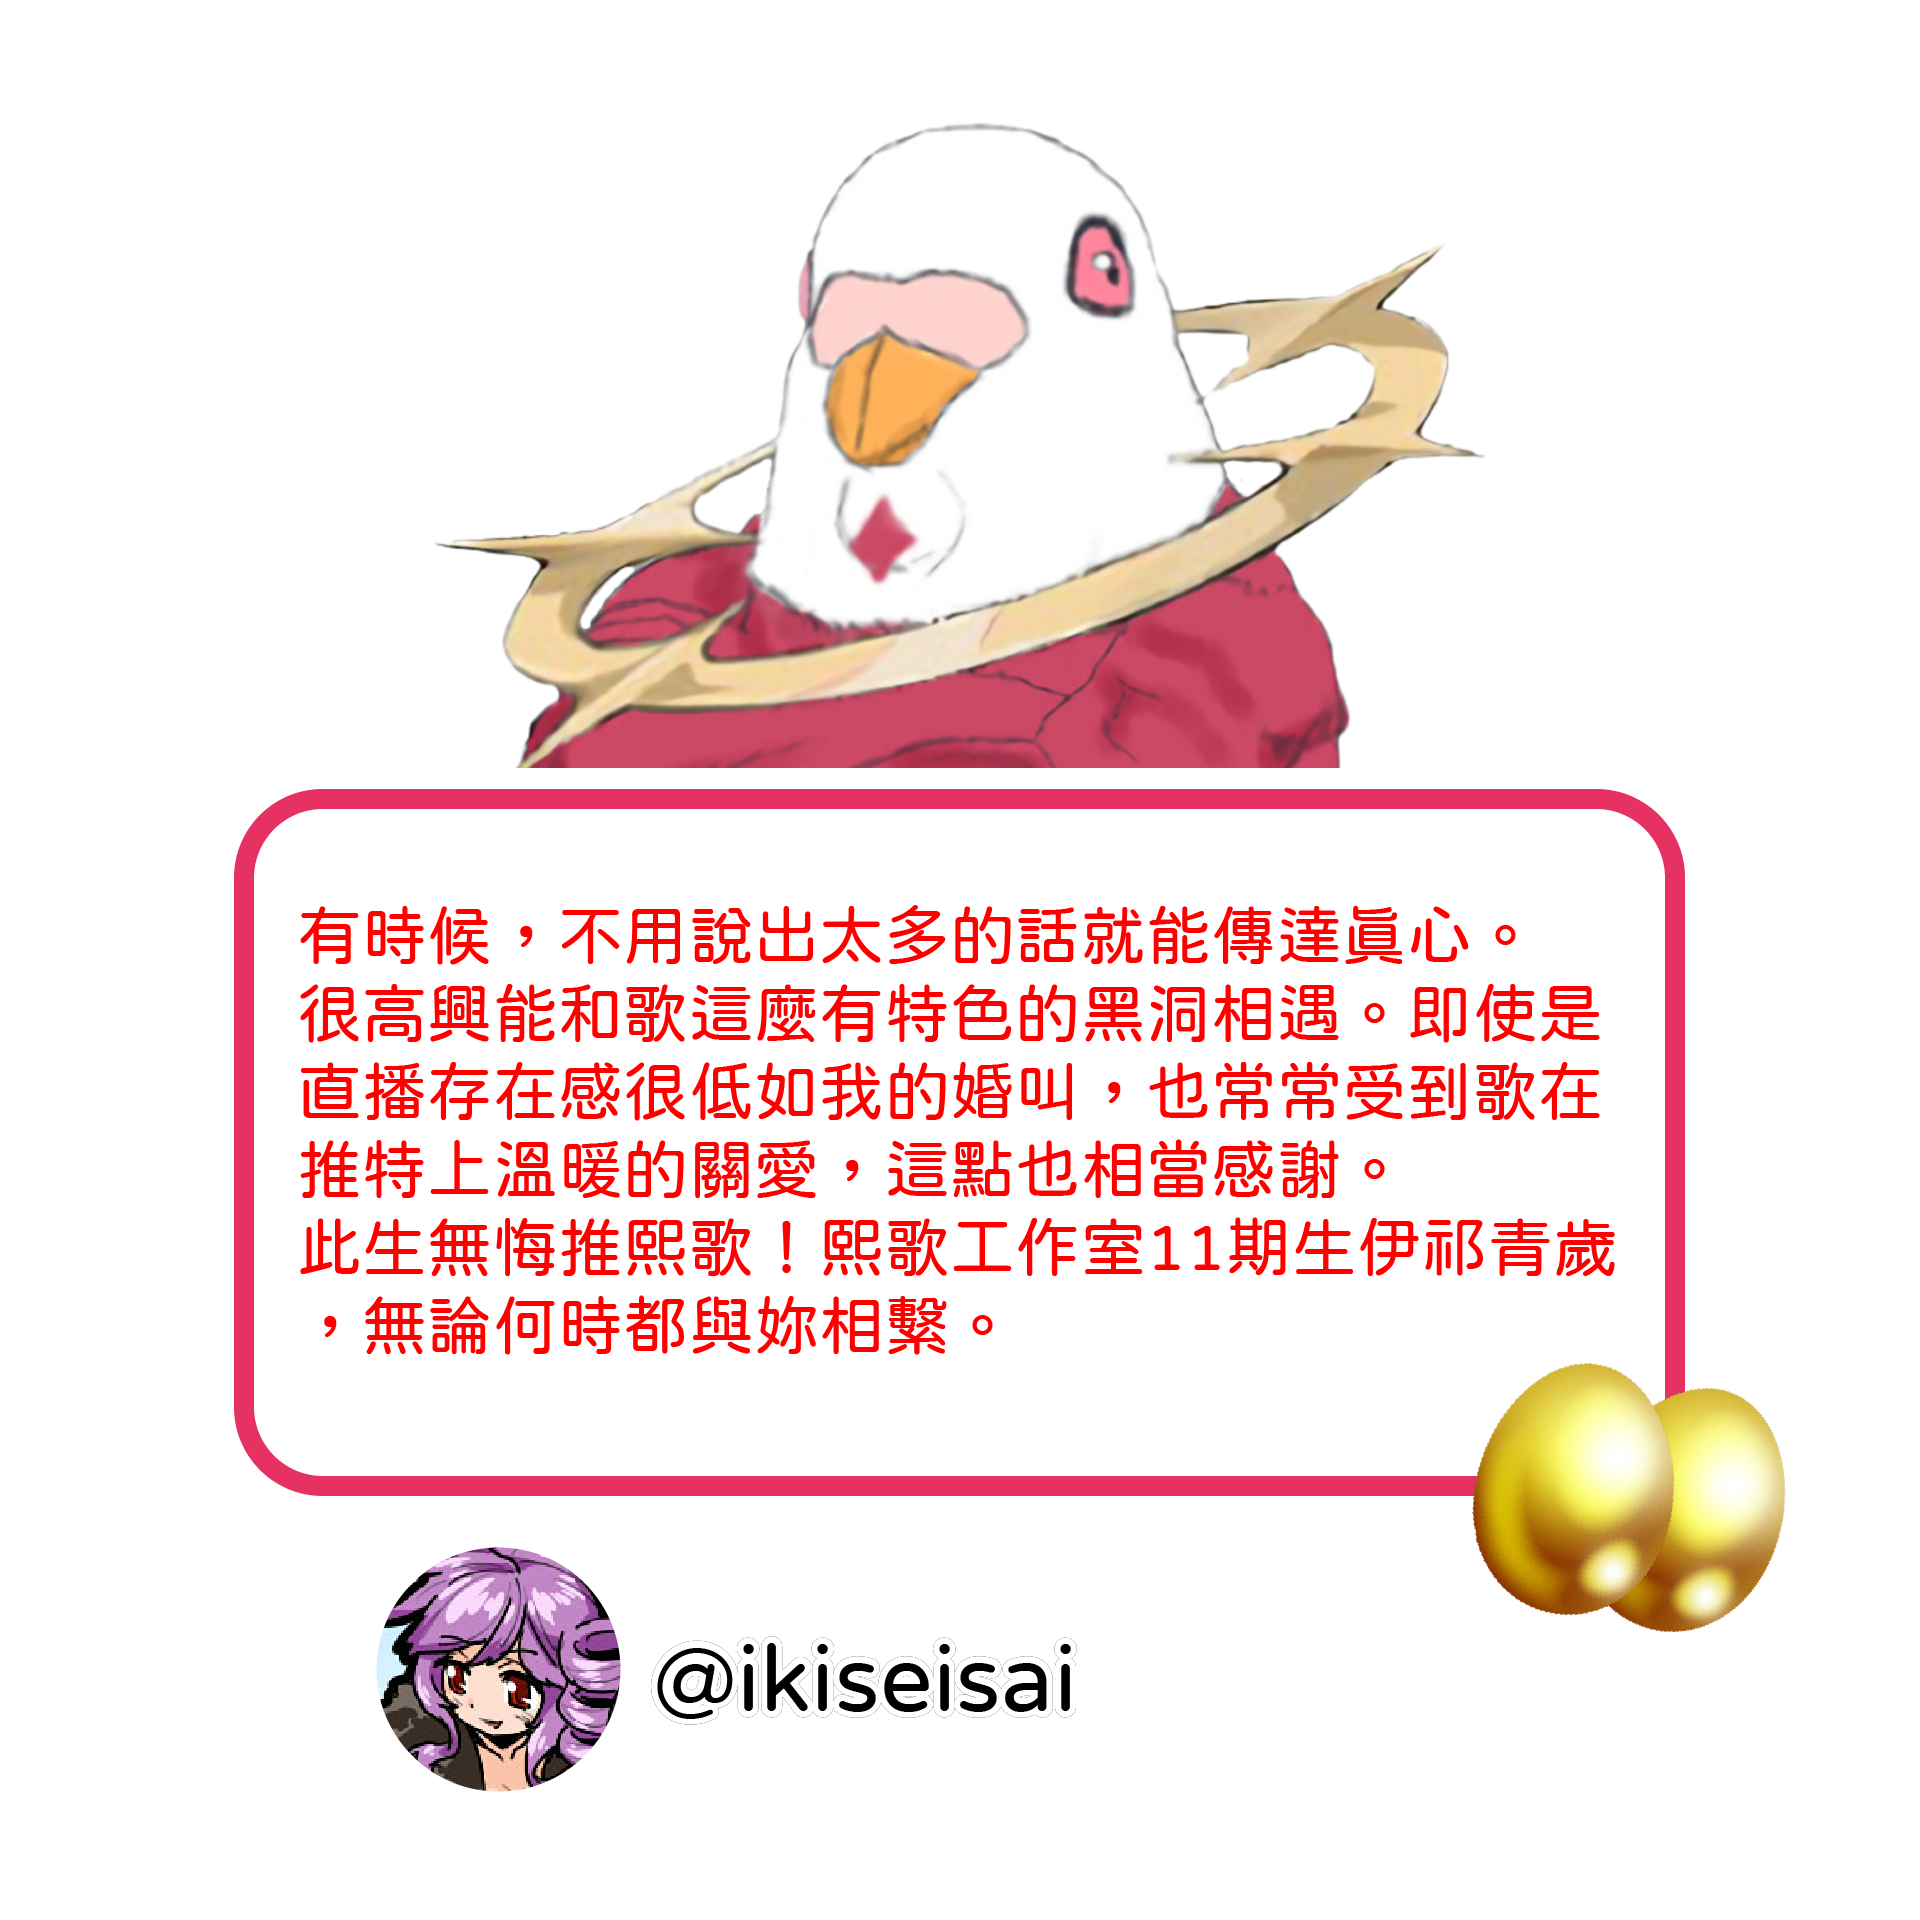 有時候，不用說出太多的話就能傳達真心。
很高興能和歌這麼有特色的黑洞相遇。即使是
直播存在感很低如我的婚叫，也常常受到歌在
推特上溫暖的關愛，這點也相當感謝。
此生無悔推熙歌！熙歌工作室11期生伊祁青歲
，無論何時都與妳相繫。
@ikiseisai